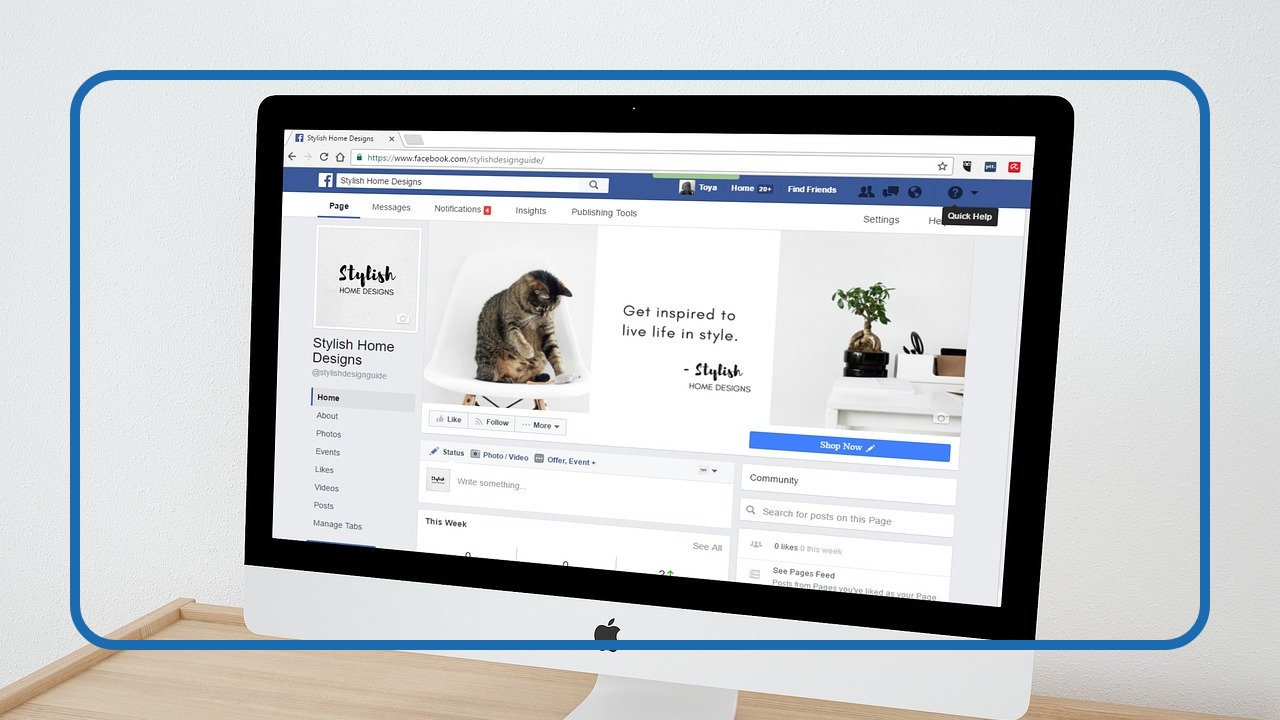 Stylish Home Designs
https://www.facebook.com/stylishdesignguide/
Stylish Home Designs
Toya Home 20+ Find Friends
Page Messages Notifications 4 Insights Publishing Tools Settings
Quick Help
Stylish
HOME DESIGNS
Stylish Home
Designs
@stylishdesignguide
Home
About
Photos
Events
Likes
Videos
Posts
Manage Tabs
Get inspired to
live life in style.
- Stylish
HOME DESIGNS
Like Follow More
Shop Now
Status Photo / Video Offer, Event +
Stylish
Write something...
This Week
See All
0 0 2
Community
Search for posts on this Page
0 likes 0 this week
See Pages Feed
Posts from Pages you've liked as your Page